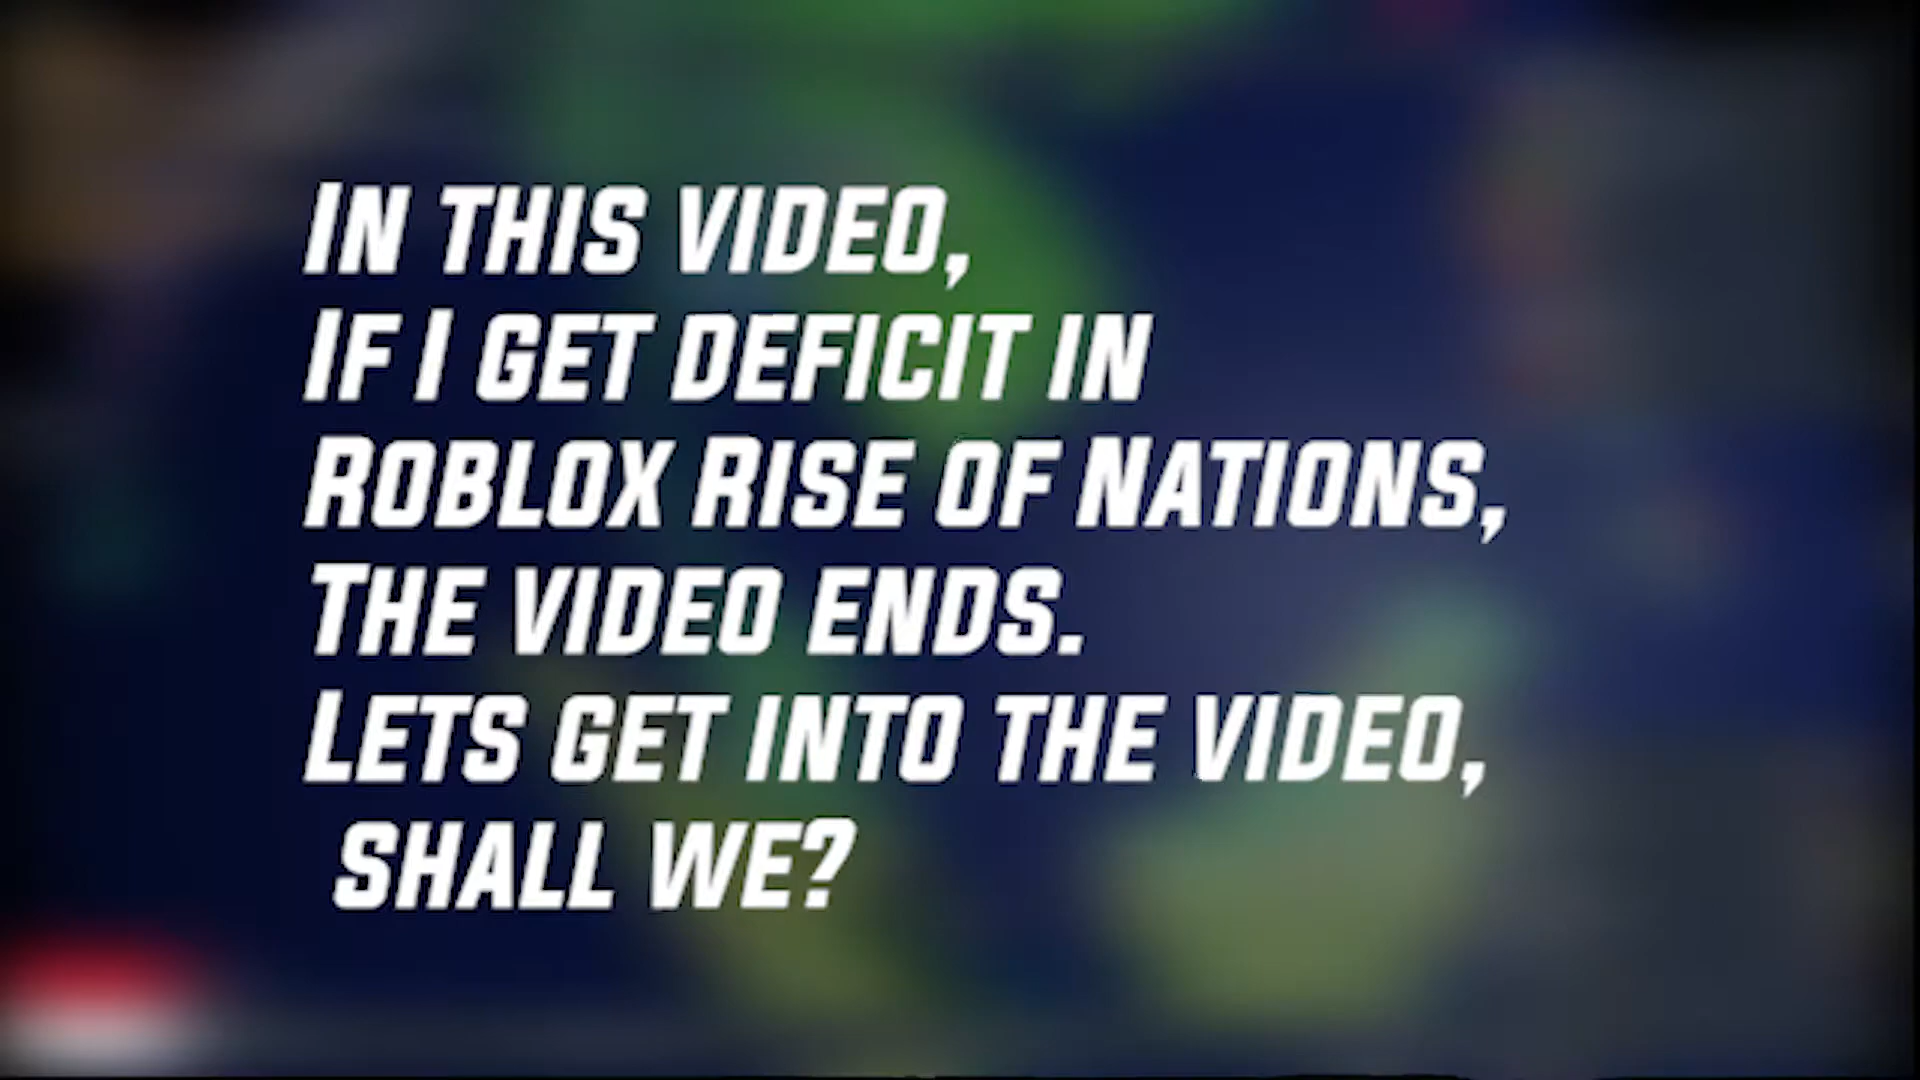 In this video,
If I get deficit in
Roblox Rise of Nations,
The video ends.
Lets get into the video,
shall we?